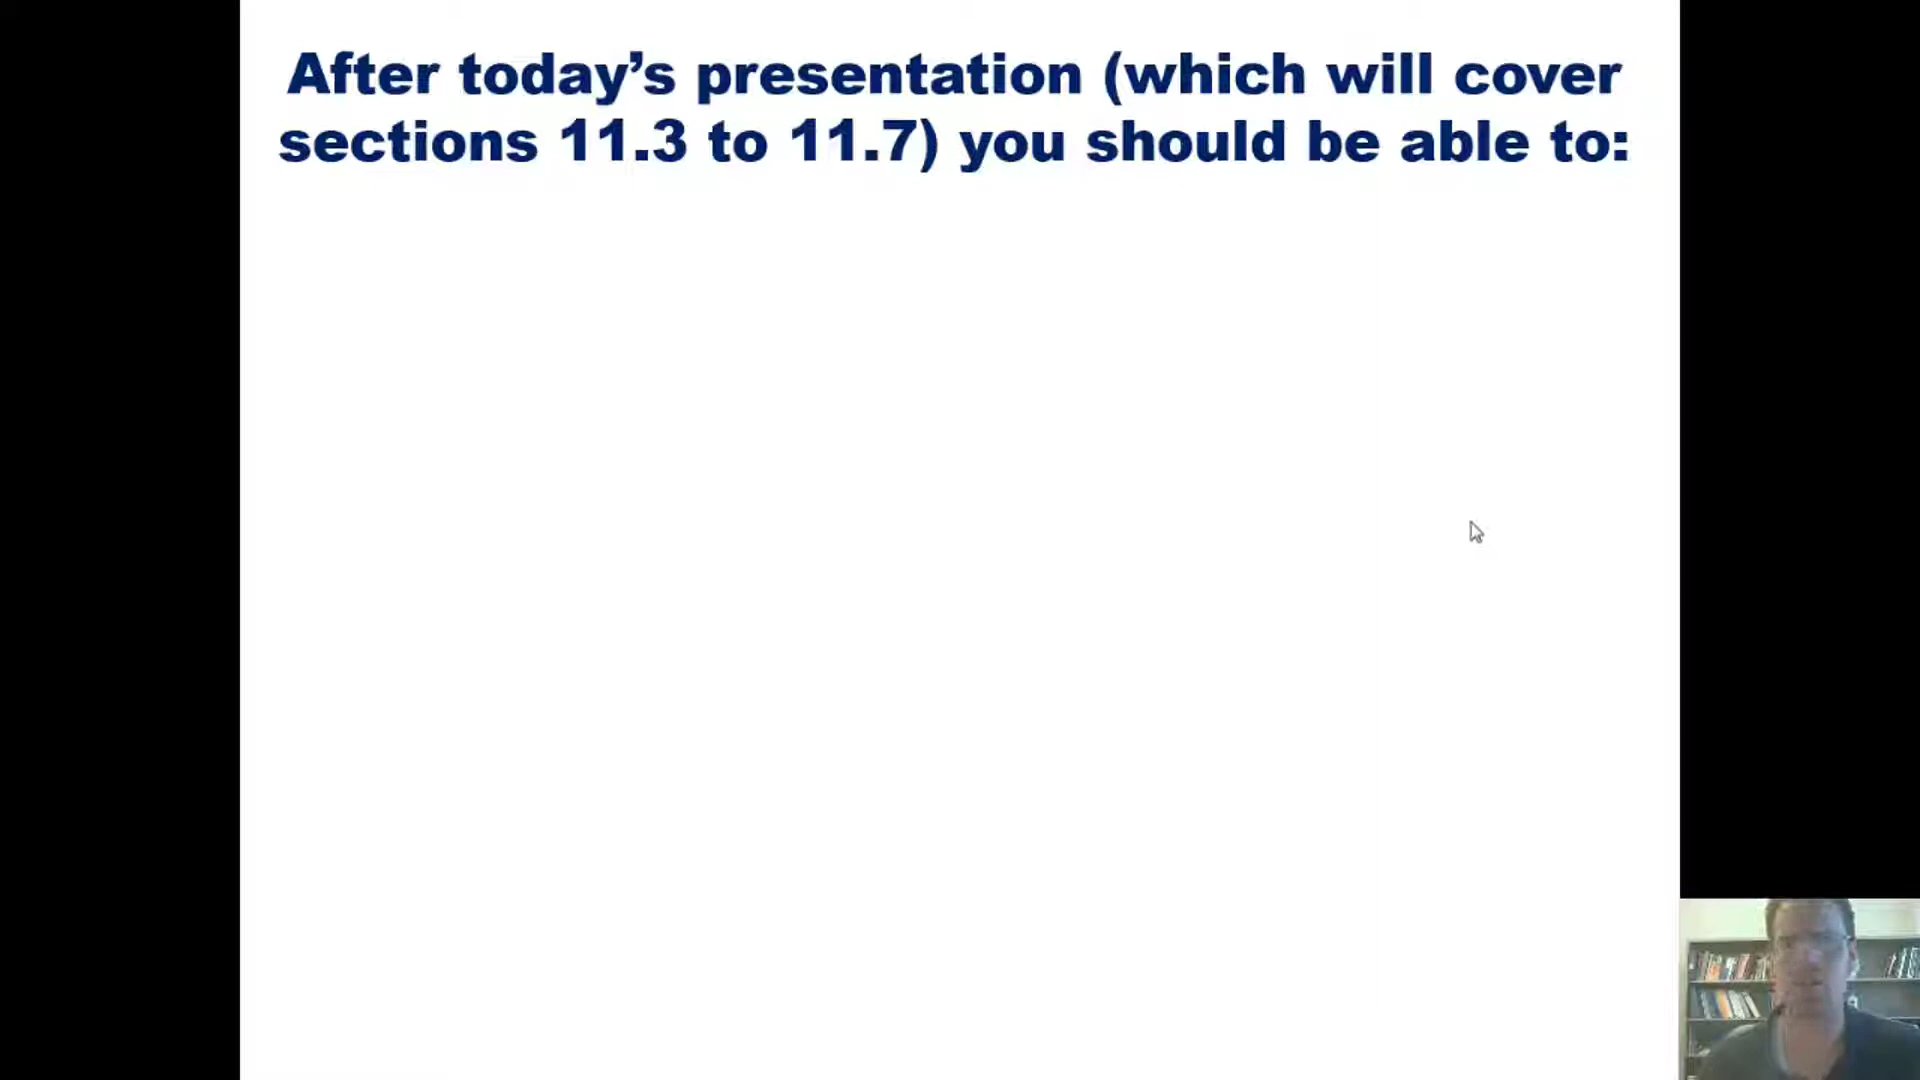 After today’s presentation (which will cover
sections 11.3 to 11.7) you should be able to: